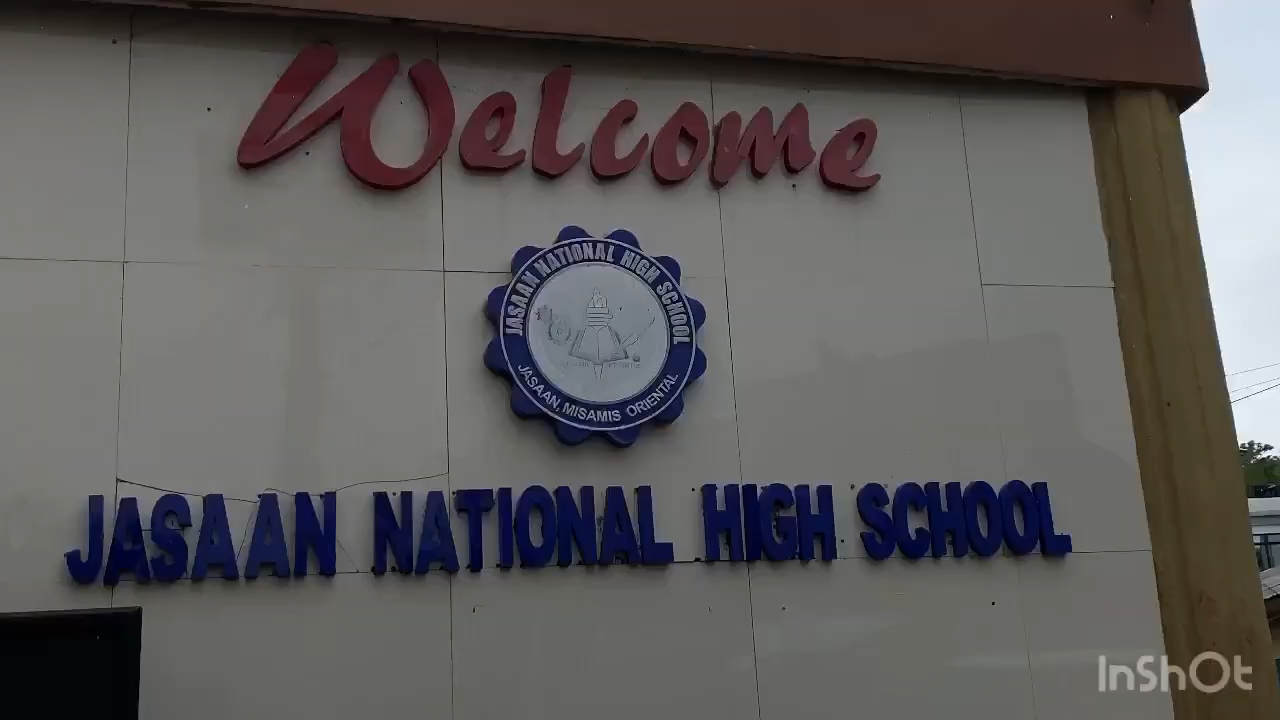 Welcome
JASAAN NATIONAL HIGH SCHOOL
JASAAN, MISAMIS ORIENTAL
JASAAN NATIONAL HIGH SCHOOL
InShOt